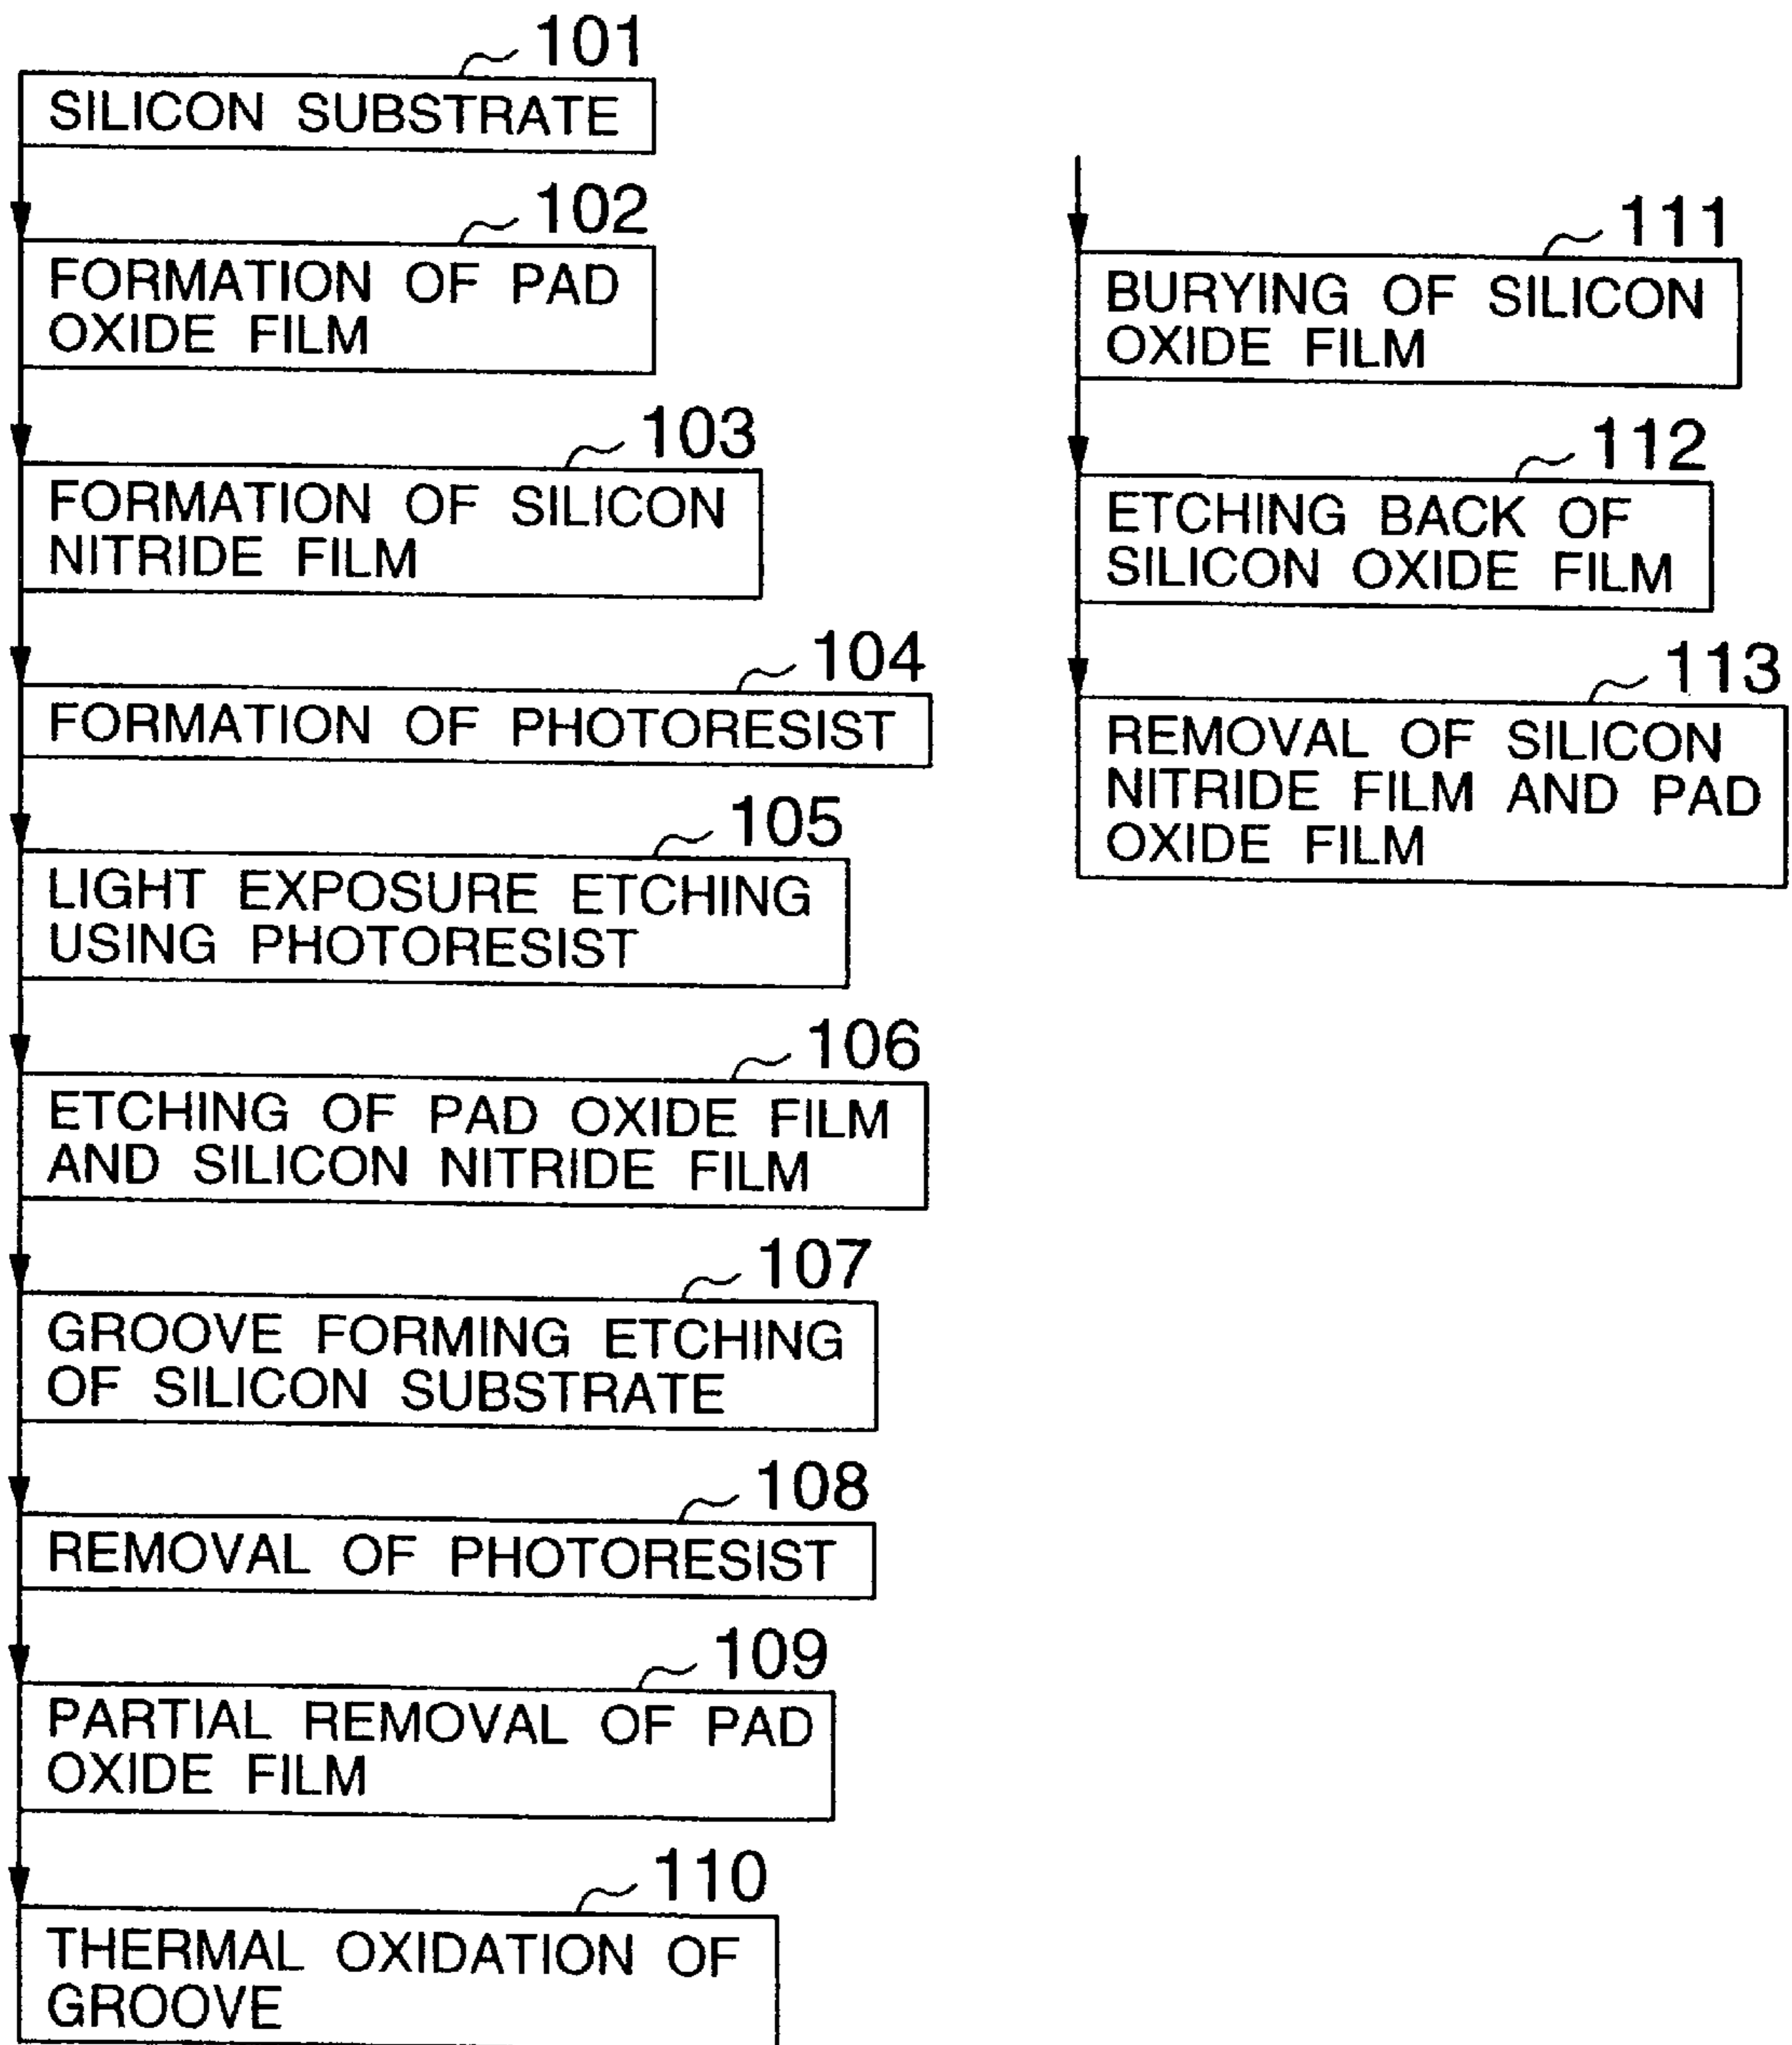 101
SILICON SUBSTRATE
102
FORMATION OF PAD
OXIDE FILM
103
FORMATION OF SILICON
NITRIDE FILM
104
FORMATION OF PHOTORESIST
105
LIGHT EXPOSURE ETCHING
USING PHOTORESIST
106
ETCHING OF PAD OXIDE FILM
AND SILICON NITRIDE FILM
107
GROOVE FORMING ETCHING
OF SILICON SUBSTRATE
108
REMOVAL OF PHOTORESIST
109
PARTIAL REMOVAL OF PAD
OXIDE FILM
110
THERMAL OXIDATION OF
GROOVE
111
BURYING OF SILICON
OXIDE FILM
112
ETCHING BACK OF
SILICON OXIDE FILM
113
REMOVAL OF SILICON
NITRIDE FILM AND PAD
OXIDE FILM